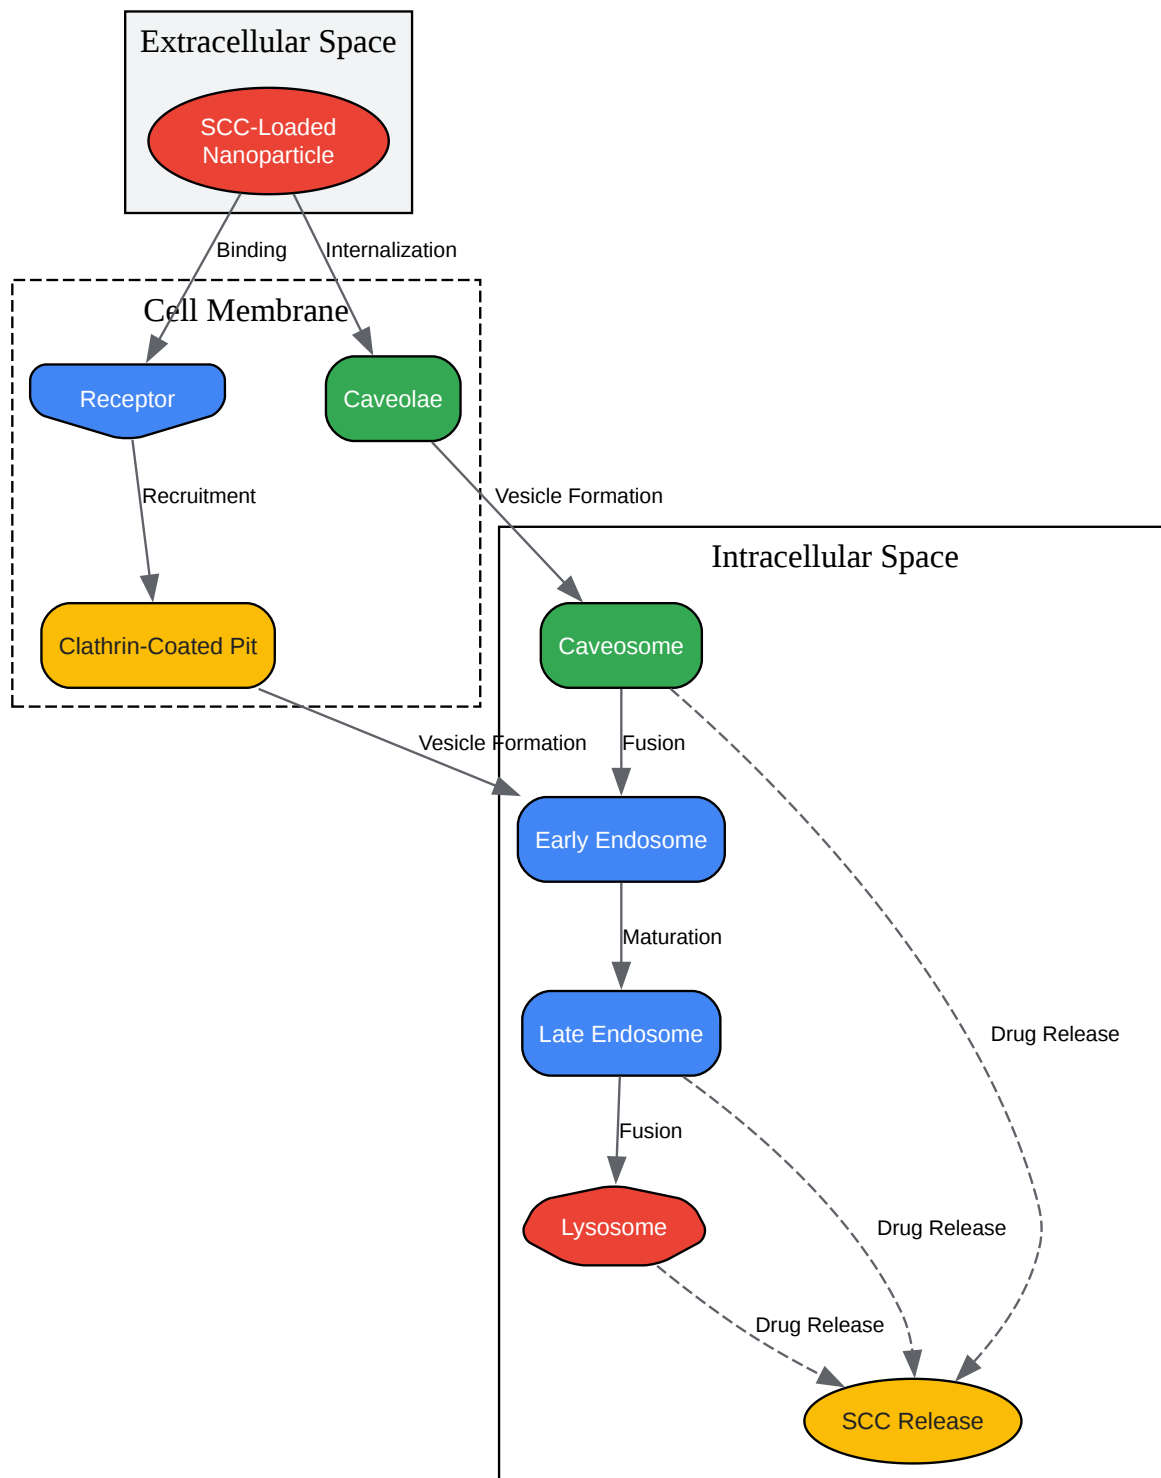 Extracellular Space
SCC-Loaded
Nanoparticle
Binding
Internalization
Cell Membrane
Receptor
Caveolae
Recruitment
Vesicle Formation
Intracellular Space
Clathrin-Coated Pit
Caveosome
Vesicle Formation
Fusion
Early Endosome
Maturation
Late Endosome
Drug Release
Fusion
Lysosome
Drug Release
Drug Release
SCC Release